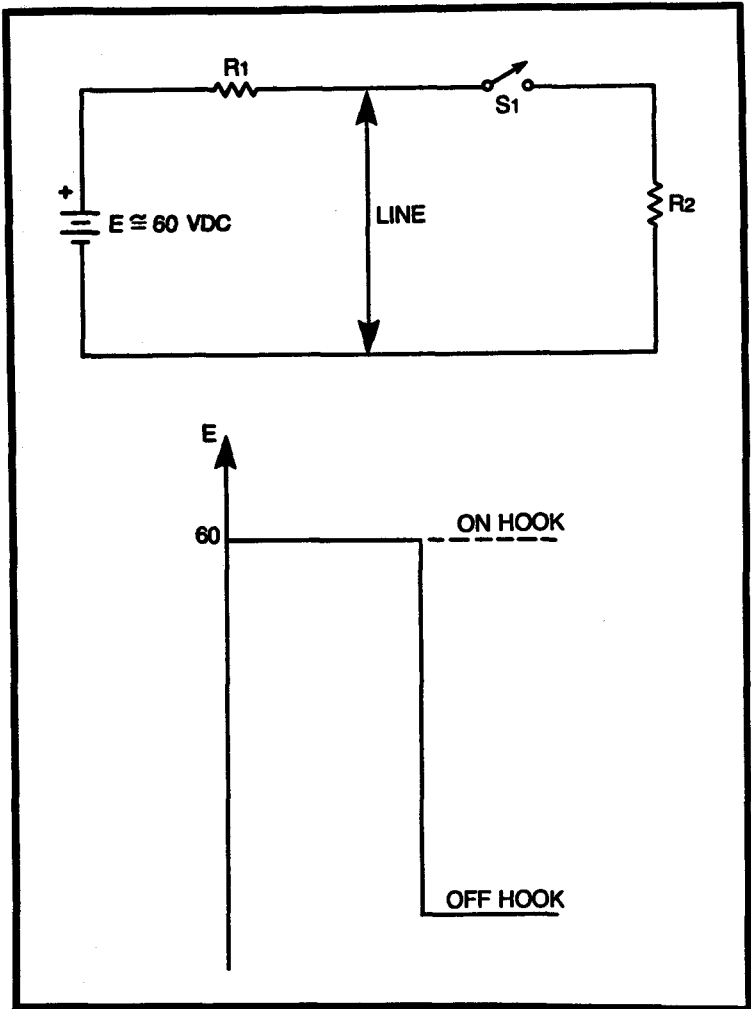 R1
S1
+
E ≅ 60 VDC
LINE
R2
E
60
ON HOOK
OFF HOOK